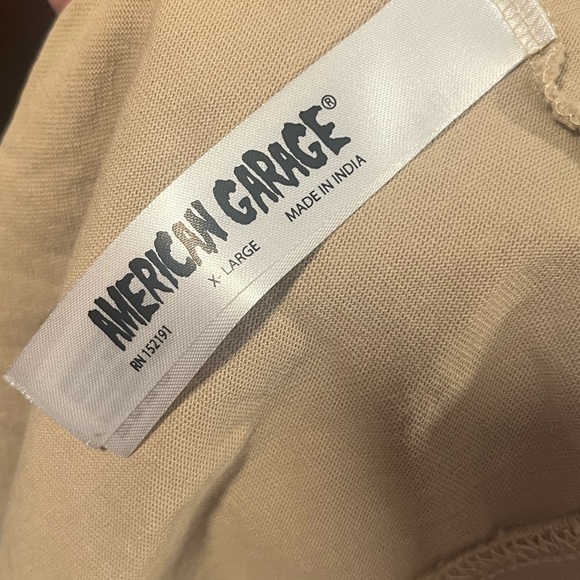 AMERICAN GARAGE®
RN 152191
X- LARGE
MADE IN INDIA